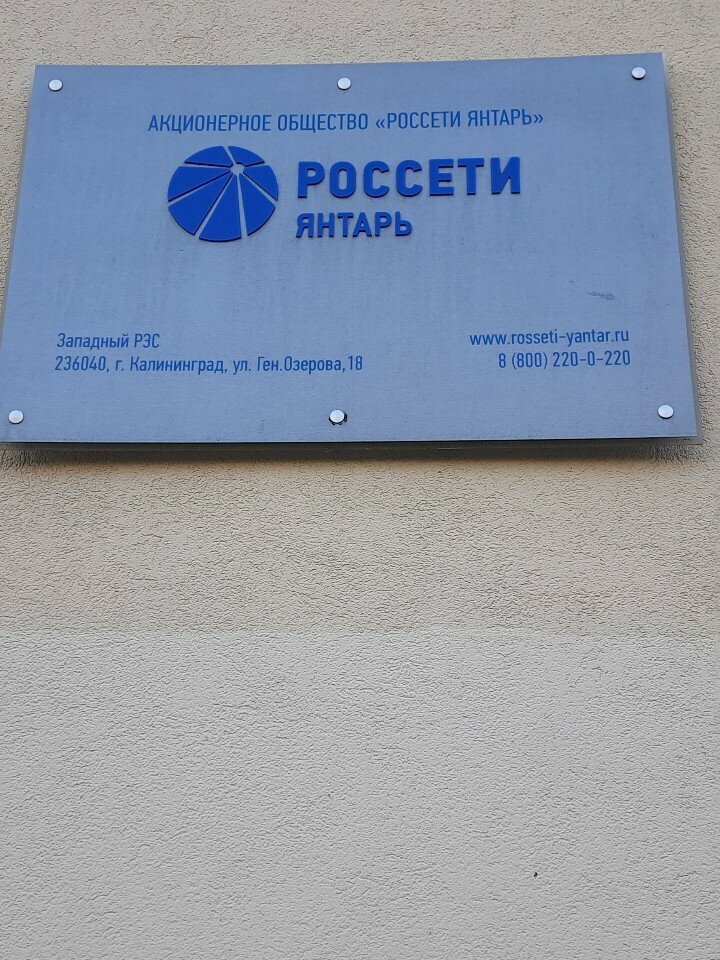 АКЦИОНЕРНОЕ ОБЩЕСТВО «РОССЕТИ ЯНТАРЬ»
РОССЕТИ
ЯНТАРЬ
Западный РЭС
236040, г. Калининград, ул. Ген.Озерова,18
www.rosseti-yantar.ru
8 (800) 220-0-220